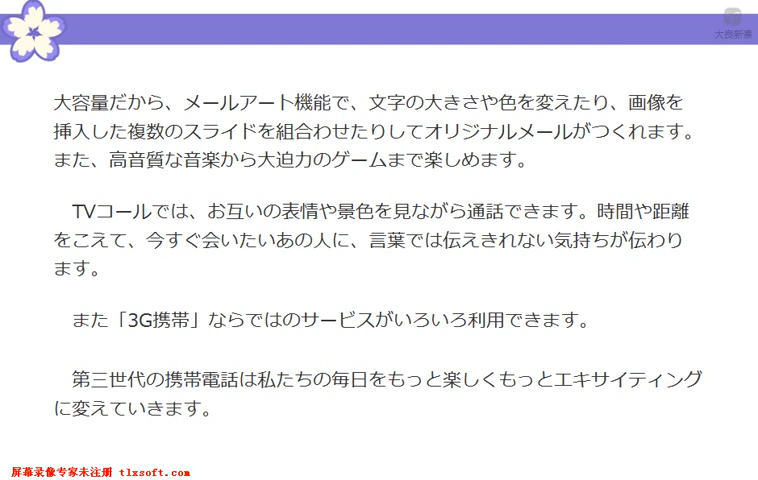 大良新濠
大容量だから、メールアート機能で、文字の大きさや色を変えたり、画像を
挿入した複数のスライドを組合わせたりしてオリジナルメールがつくれます。
また、高音質な音楽から大迫力のゲームまで楽しめます。
TVコールでは、お互いの表情や景色を見ながら通話できます。時間や距離
をこえて、今すぐ会いたいあの人に、言葉では伝えきれない気持ちが伝わり
ます。
また「3G携帯」ならではのサービスがいろいろ利用できます。
第三世代の携帯電話は私たちの毎日をもっと楽しくもっとエキサイティング
に変えていきます。
屏幕录像专家未注册 tlxsoft.com